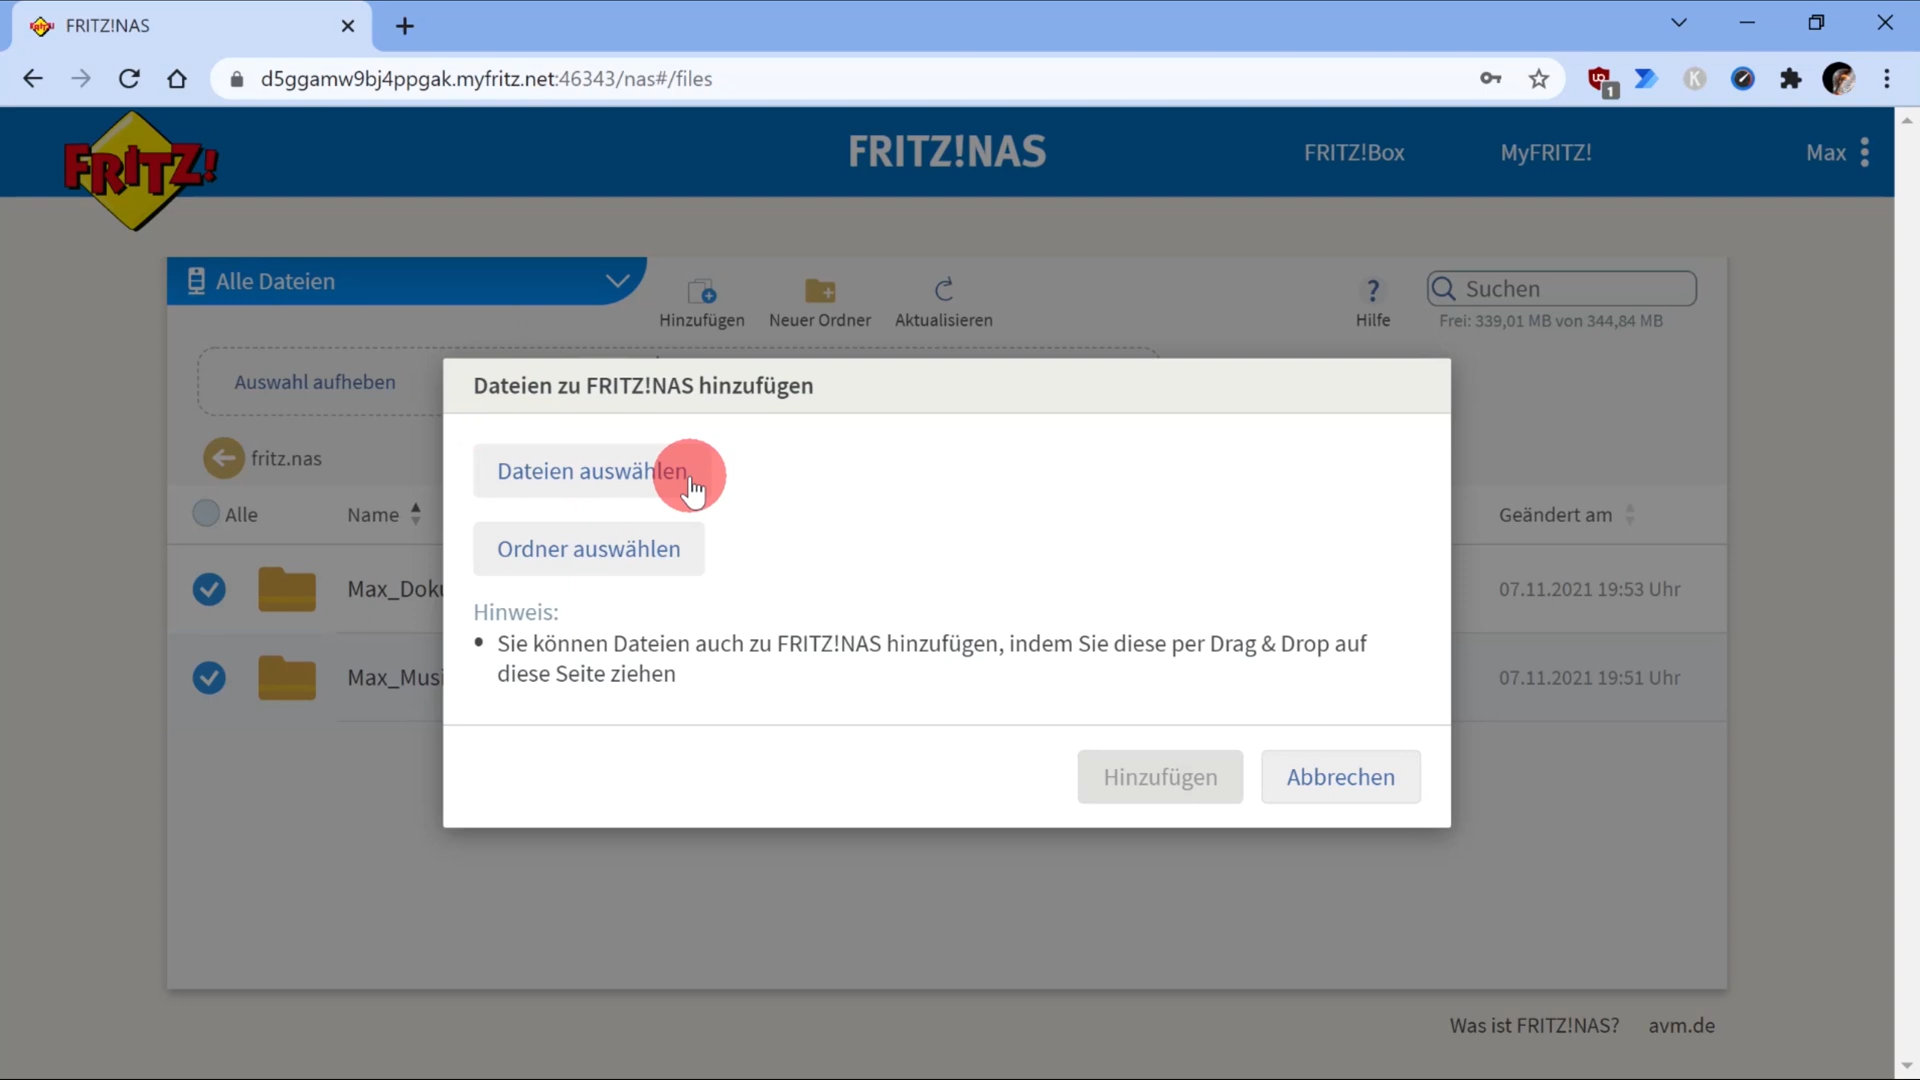 FRITZ!NAS
d5ggamw9bj4ppgak.myfritz.net:46343/nas#/files
1
K
FRITZ!
FRITZ!NAS
FRITZ!Box
MyFRITZ!
Max
Alle Dateien
Hinzufügen
Neuer Ordner
Aktualisieren
?
Hilfe
Suchen
Frei: 339,01 MB von 344,84 MB
Auswahl aufheben
Dateien zu FRITZ!NAS hinzufügen
fritz.nas
Dateien auswählen
Alle
Name
Geändert am
Ordner auswählen
Max_Doku
07.11.2021 19:53 Uhr
Hinweis:
• Sie können Dateien auch zu FRITZ!NAS hinzufügen, indem Sie diese per Drag & Drop auf
diese Seite ziehen
Max_Musi
07.11.2021 19:51 Uhr
Hinzufügen
Abbrechen
Was ist FRITZ!NAS?
avm.de